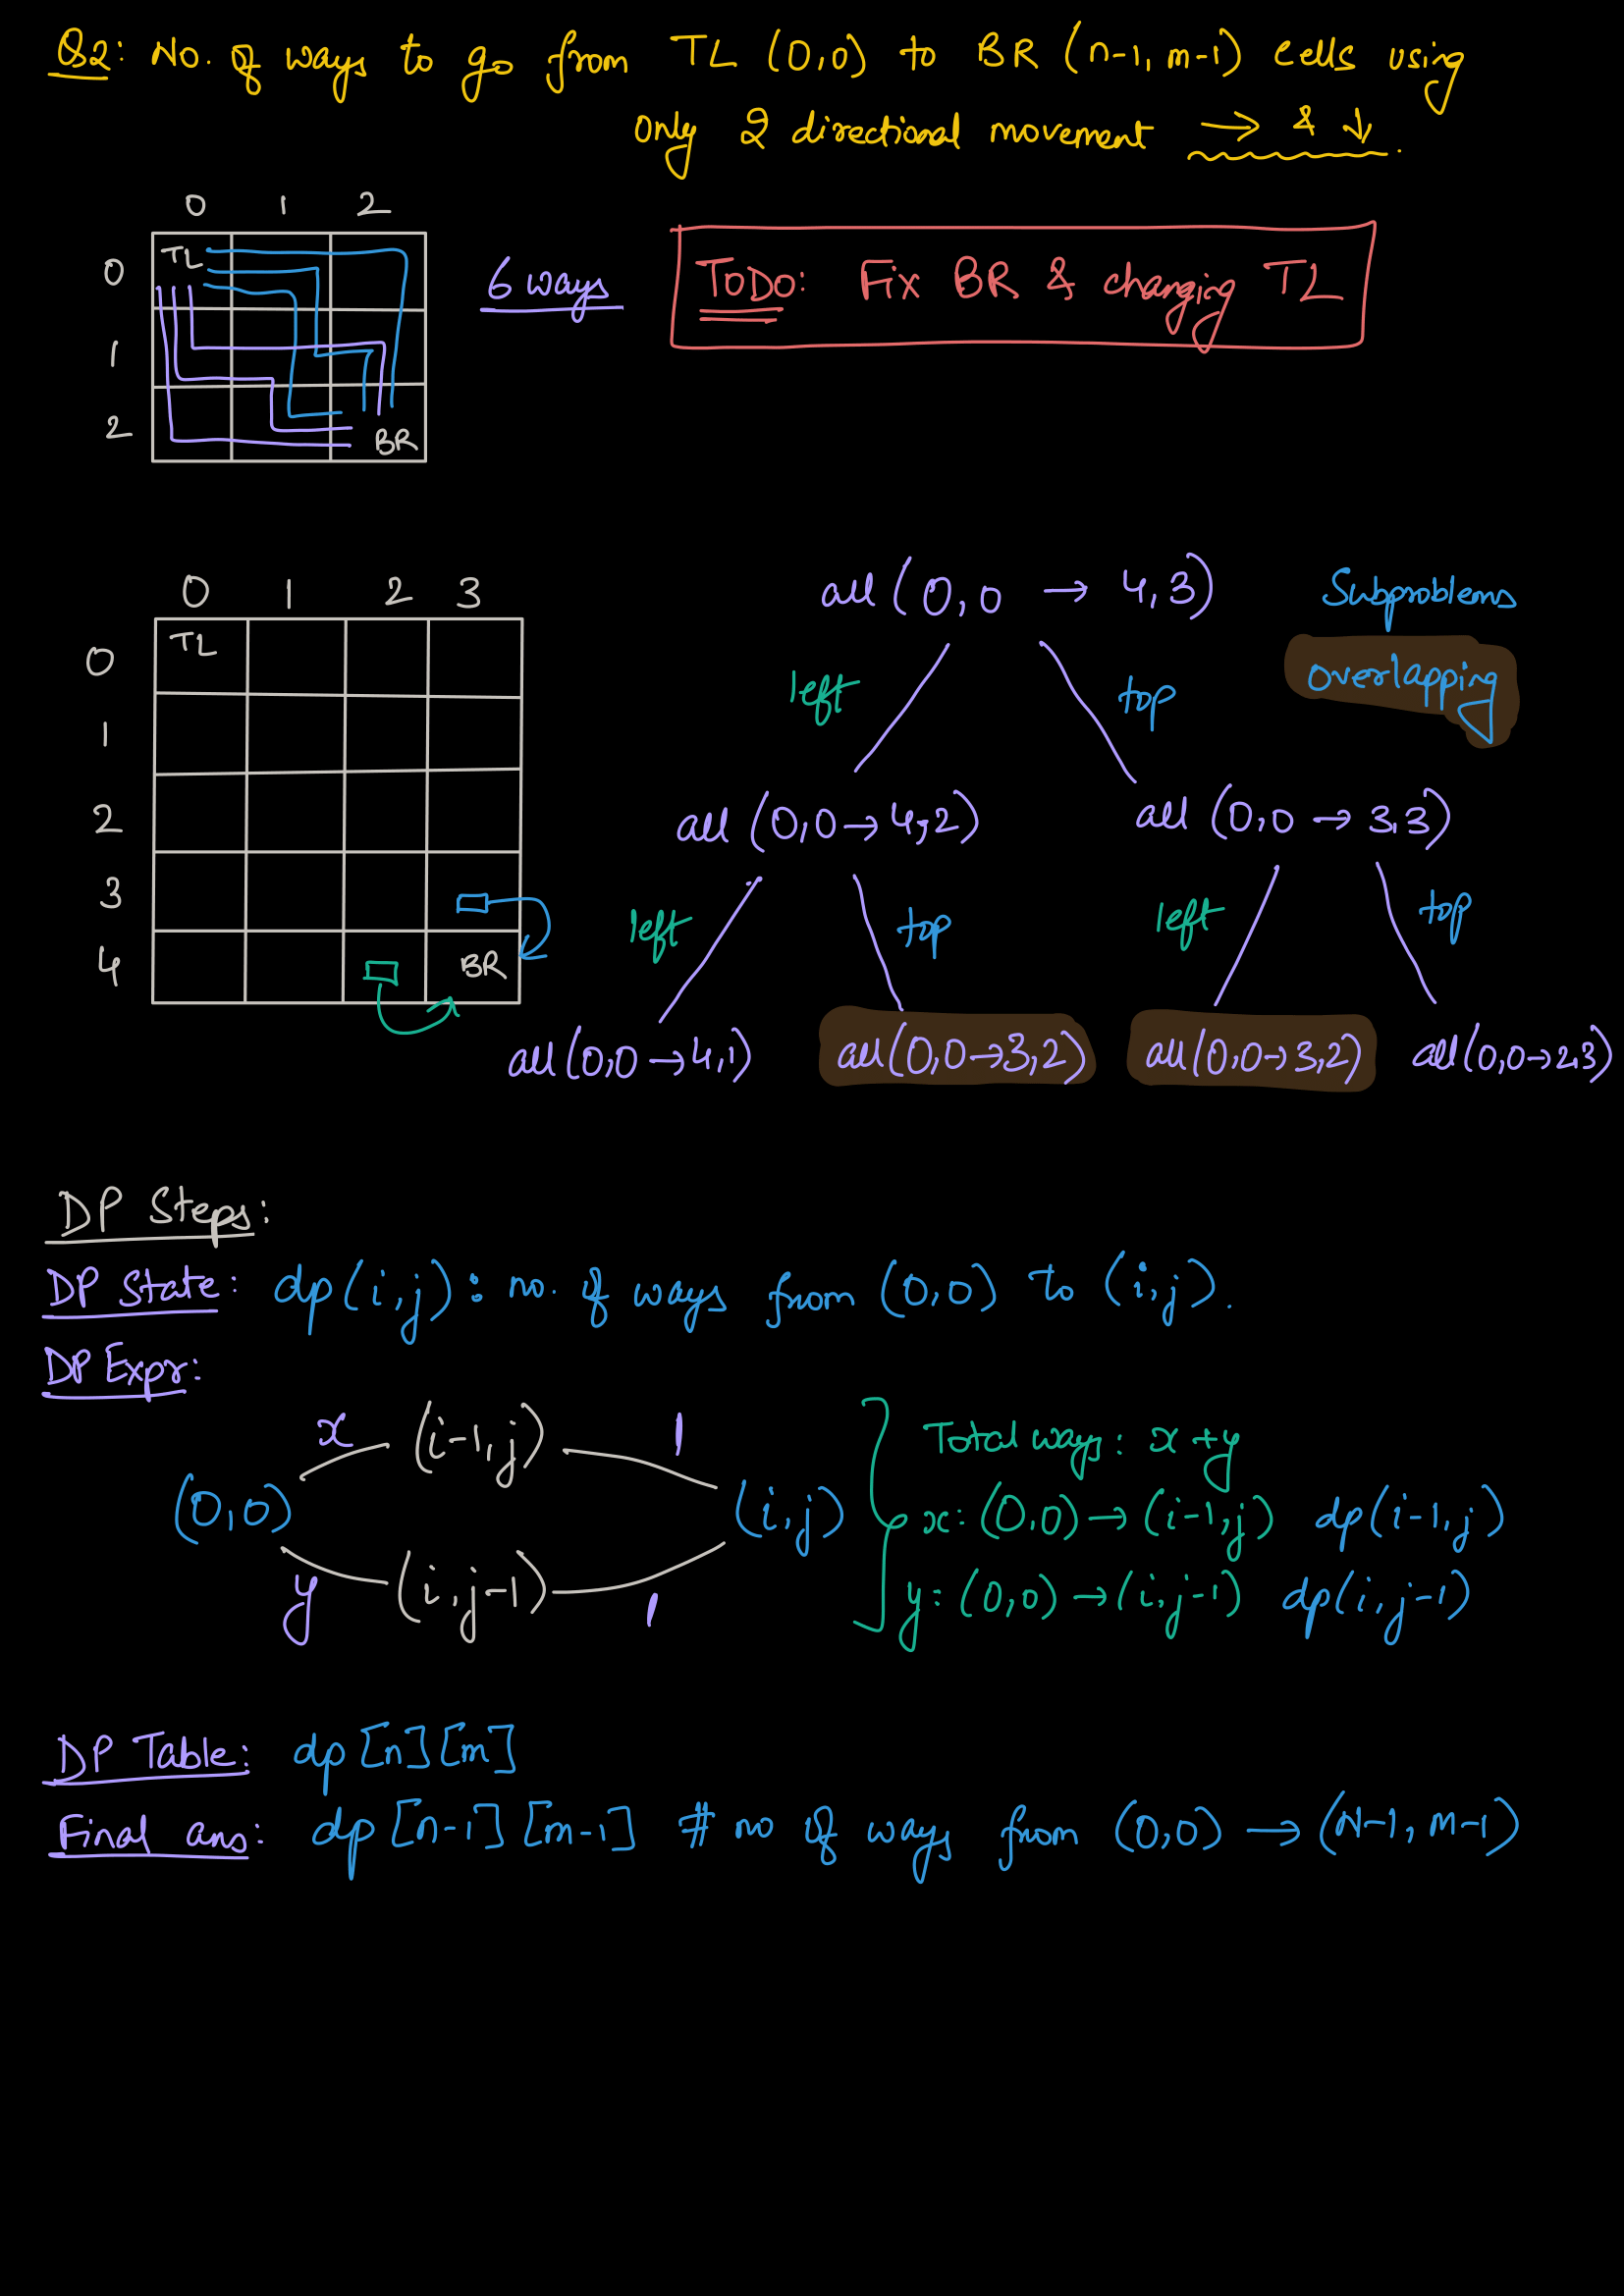 Q2: No. of ways to go from TL (0,0) to BR (n-1, m-1) cells using
only 2 directional movement → & ↓.
0 1 2
0 TL
1
2 BR
6 ways
TODO: Fix BR & changing TL
0 1 2 3
0 TL
1
2
3
4 BR
all (0,0 → 4,3)
Subproblems
overlapping
left top
all (0,0 → 4,2) all (0,0 → 3,3)
left top left top
all (0,0 → 4,1) all (0,0 → 3,2) all (0,0 → 3,2) all (0,0 → 2,3)
DP Steps:
DP State: dp(i,j): no. of ways from (0,0) to (i,j).
DP Expr:
x (i-1,j) 1
(0,0) (i,j)
y (i,j-1) 1
Total ways: x + y
x: (0,0) → (i-1,j) dp(i-1,j)
y: (0,0) → (i,j-1) dp(i,j-1)
DP Table: dp[n][m]
Final ans: dp[n-1][m-1] # no of ways from (0,0) → (N-1, m-1)